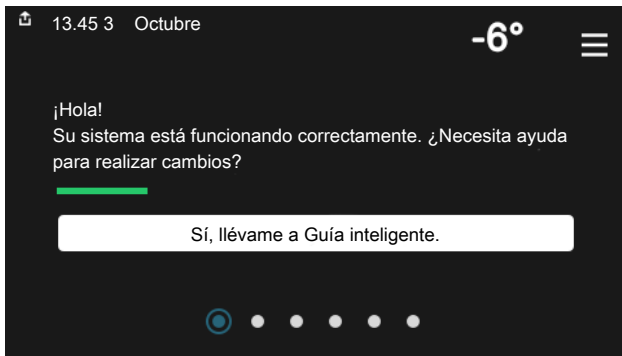 13.45 3 Octubre
-6°
¡Hola!
Su sistema está funcionando correctamente. ¿Necesita ayuda
para realizar cambios?
Sí, llévame a Guía inteligente.